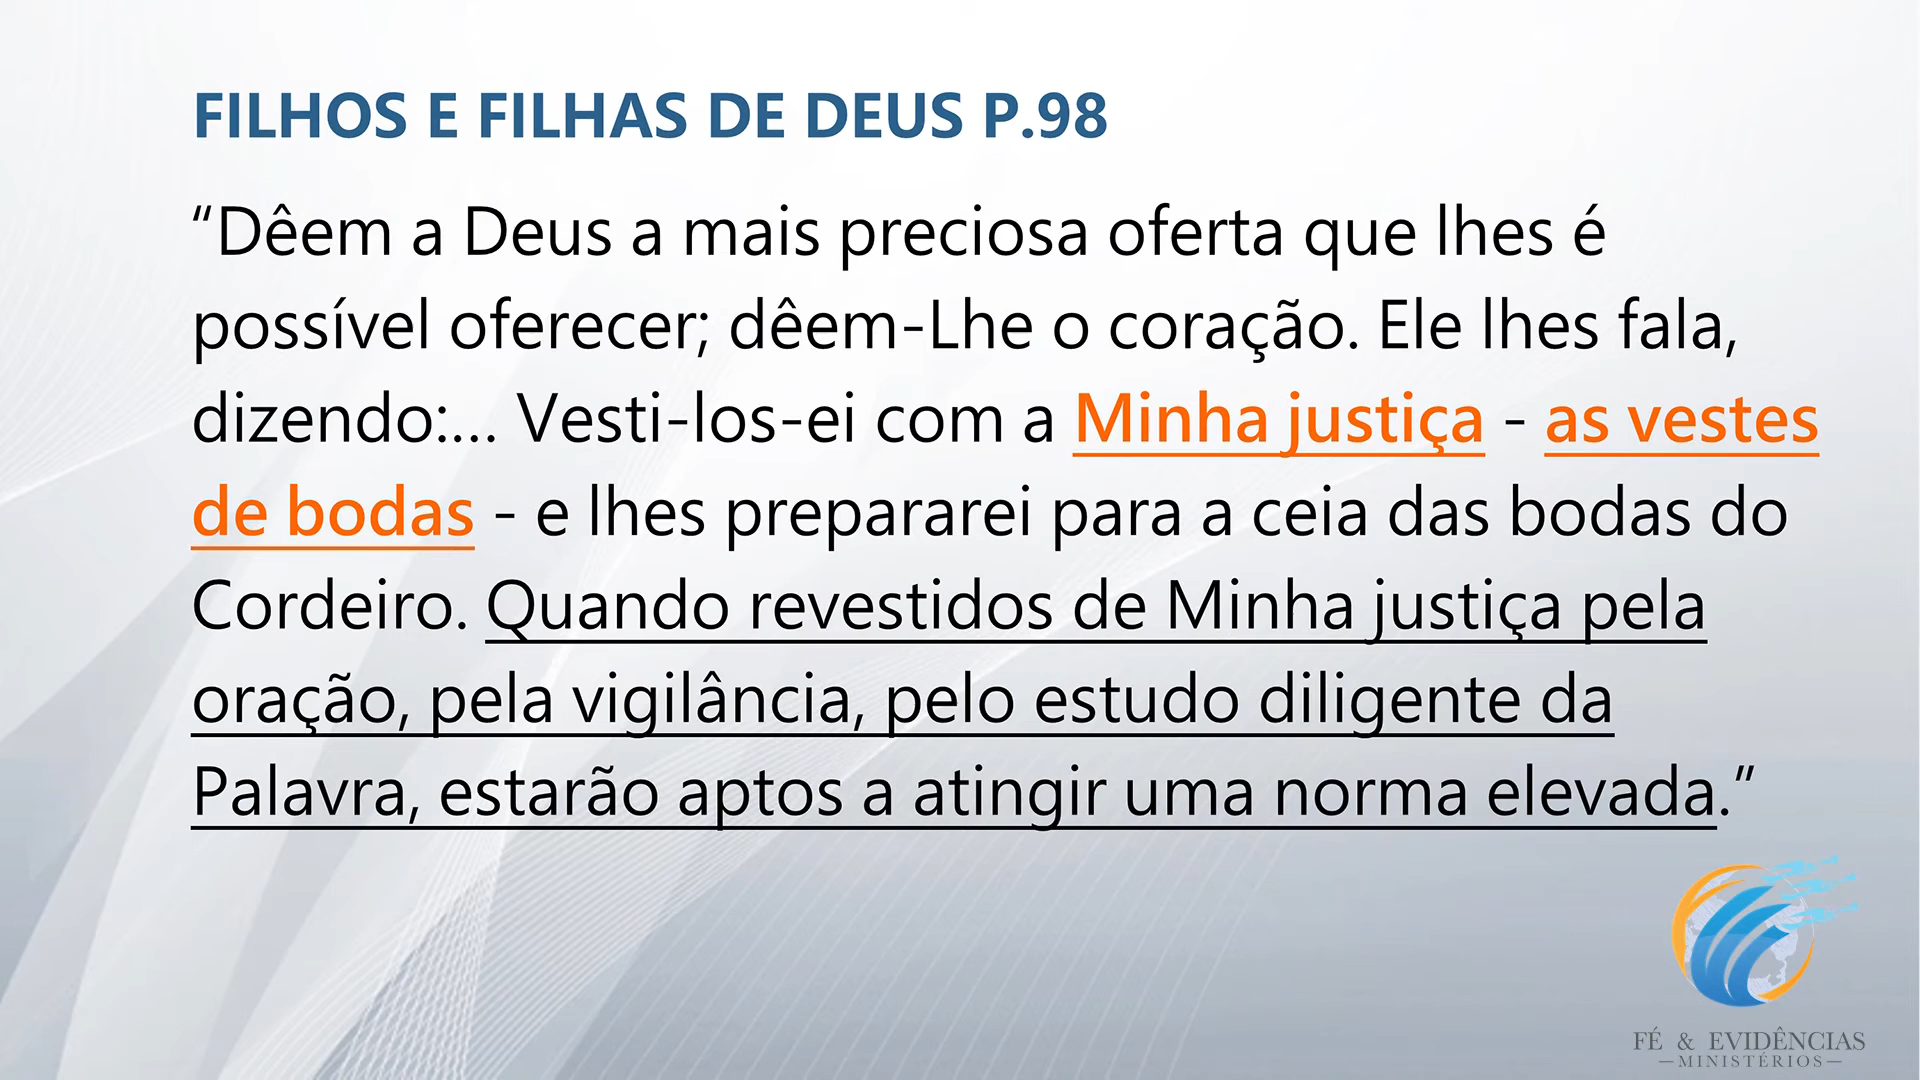 FILHOS E FILHAS DE DEUS P.98
“Dêem a Deus a mais preciosa oferta que lhes é
possível oferecer; dêem-Lhe o coração. Ele lhes fala,
dizendo:... Vesti-los-ei com a Minha justiça - as vestes
de bodas - e lhes prepararei para a ceia das bodas do
Cordeiro. Quando revestidos de Minha justiça pela
oração, pela vigilância, pelo estudo diligente da
Palavra, estarão aptos a atingir uma norma elevada.”
FÉ & EVIDÊNCIAS
—MINISTÉRIOS—